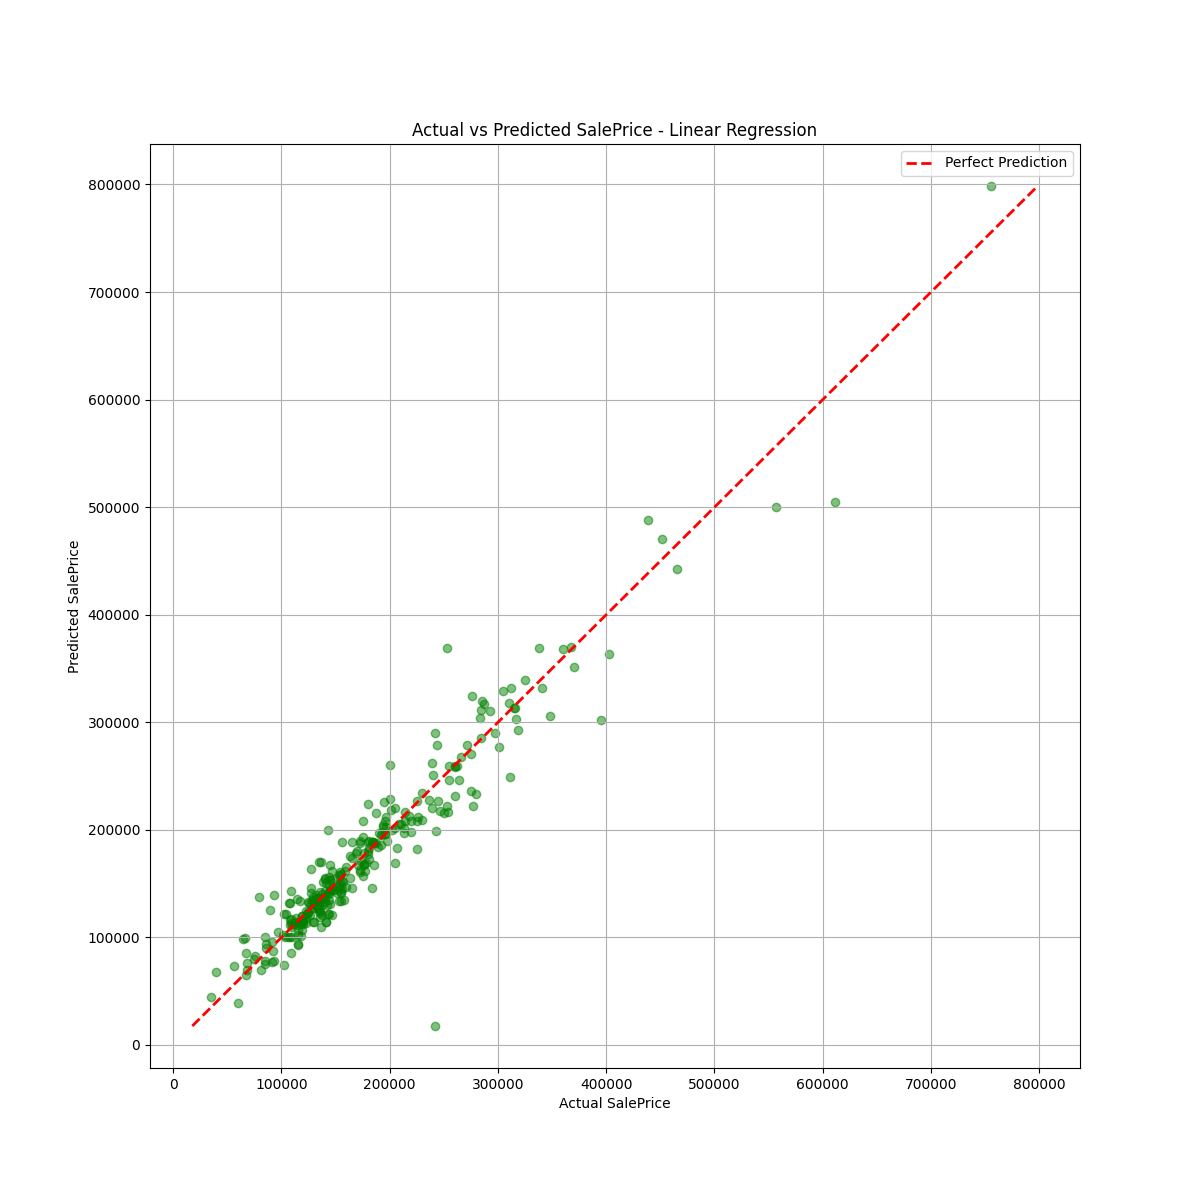 Actual vs Predicted SalePrice - Linear Regression
Perfect Prediction
800000
700000
600000
500000
400000
300000
200000
100000
0
Predicted SalePrice
0 100000 200000 300000 400000 500000 600000 700000 800000
Actual SalePrice